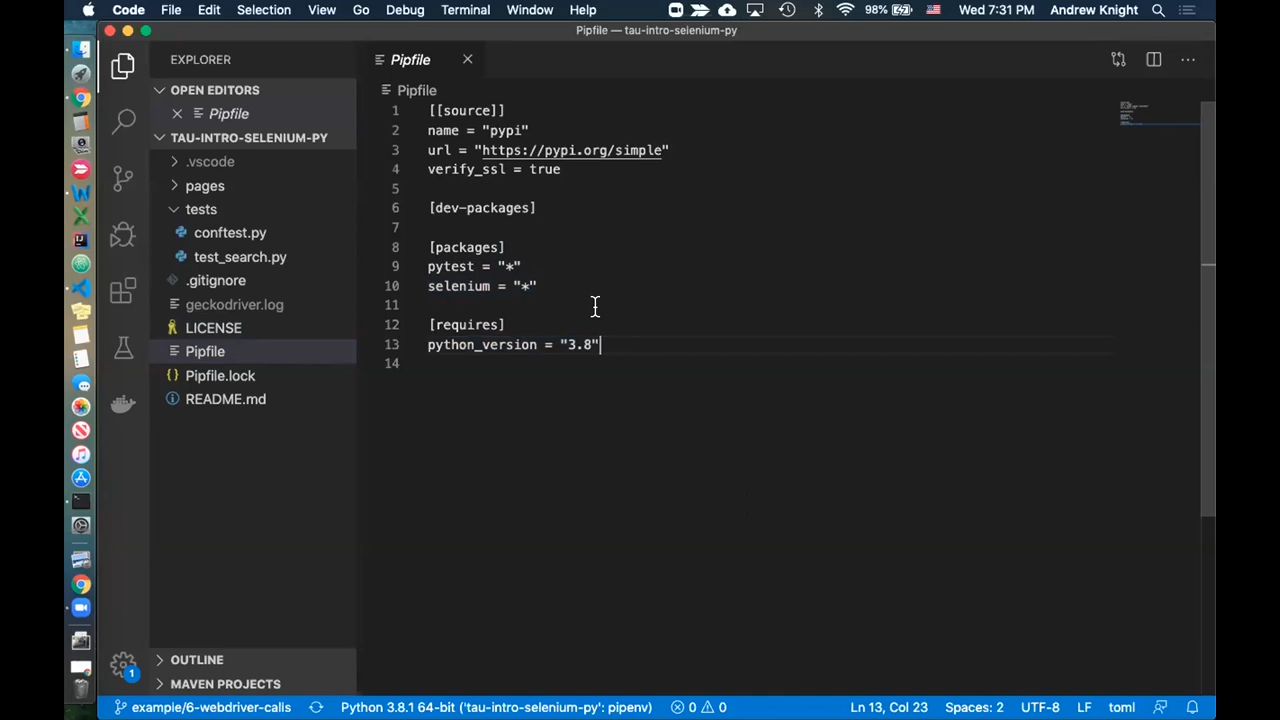 Code File Edit Selection View Go Debug Terminal Window Help 98% Wed 7:31 PM Andrew Knight
Pipfile — tau-intro-selenium-py
EXPLORER
OPEN EDITORS
Pipfile
TAU-INTRO-SELENIUM-PY
.vscode
pages
tests
conftest.py
test_search.py
.gitignore
geckodriver.log
LICENSE
Pipfile
Pipfile.lock
README.md
OUTLINE
MAVEN PROJECTS
1
Pipfile
Pipfile
1 [[source]]
2 name = "pypi"
3 url = "https://pypi.org/simple"
4 verify_ssl = true
5
6 [dev-packages]
7
8 [packages]
9 pytest = "*"
10 selenium = "*"
11
12 [requires]
13 python_version = "3.8"
14
example/6-webdriver-calls Python 3.8.1 64-bit ('tau-intro-selenium-py': pipenv) 0 0 Ln 13, Col 23 Spaces: 2 UTF-8 LF toml